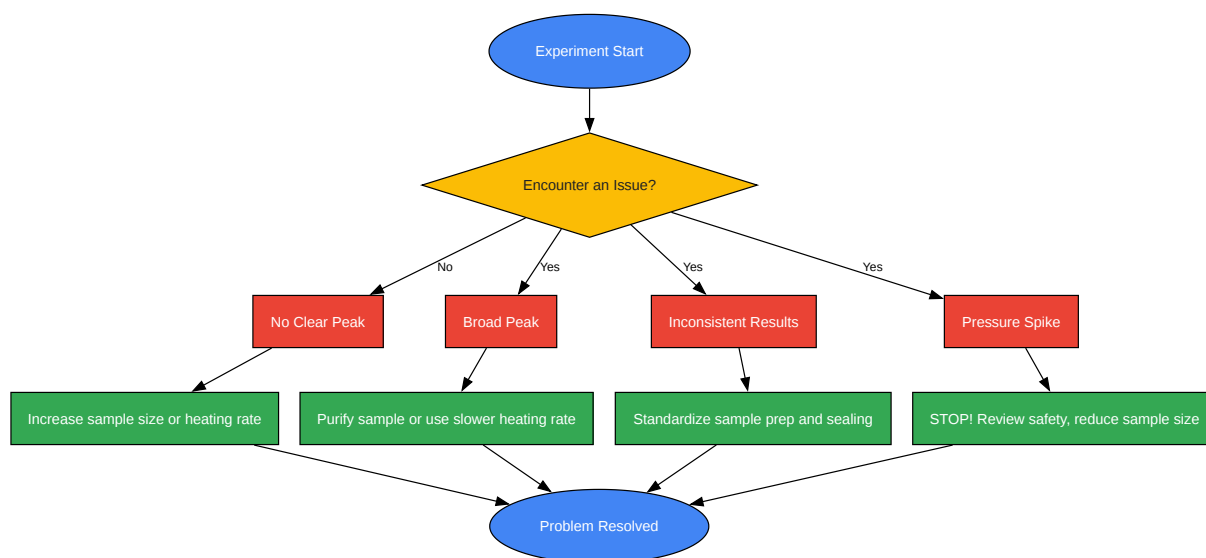 Experiment Start
Encounter an Issue?
No
Yes
Yes
Yes
No Clear Peak
Broad Peak
Inconsistent Results
Pressure Spike
Increase sample size or heating rate
Purify sample or use slower heating rate
Standardize sample prep and sealing
STOP! Review safety, reduce sample size
Problem Resolved